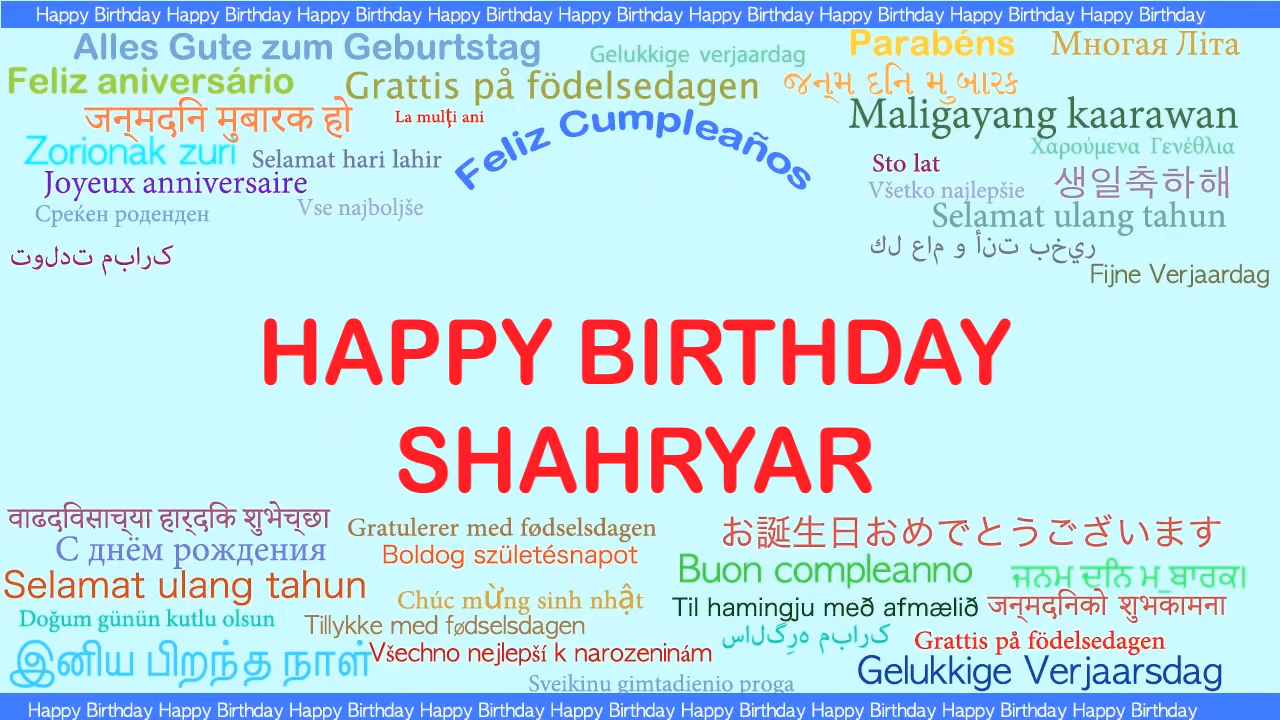 Happy Birthday Happy Birthday Happy Birthday Happy Birthday Happy Birthday Happy Birthday Happy Birthday Happy Birthday Happy Birthday
Alles Gute zum Geburtstag
Gelukkige verjaardag
Parabéns
Многая Літа
Feliz aniversário
Grattis på födelsedagen
જન્મ દનિ મુબારક
जन्मदनि मुबारक हो
La mulţi ani
Feliz Cumpleaños
Maligayang kaarawan
Zorionak zuri
Selamat hari lahir
Χαρούμενα Γενέθλια
Sto lat
Joyeux anniversaire
Všetko najlepšie
생일축하해
Среќен роденден
Vse najboljše
Selamat ulang tahun
تولدت مبارک
كل عام و أنت بخير
Fijne Verjaardag
HAPPY BIRTHDAY
SHAHRYAR
वाढदविसाच्या हार्दकि शुभेच्छा
Gratulerer med fødselsdagen
お誕生日おめでとうございます
С днём рождения
Boldog születésnapot
Buon compleanno
ਜਨਮ ਦਨਿ ਮੁਬਾਰਕ।
Selamat ulang tahun
Chúc mừng sinh nhật
Til hamingju með afmælið
जन्मदनिको शुभकामना
Doğum günün kutlu olsun
Tillykke med fødselsdagen
سالگرہ مبارک
Grattis på födelsedagen
இனிய பிறந்த நாள்
Všechno nejlepší k narozeninám
Gelukkige Verjaarsdag
Sveikinu gimtadienio proga
Happy Birthday Happy Birthday Happy Birthday Happy Birthday Happy Birthday Happy Birthday Happy Birthday Happy Birthday Happy Birthday